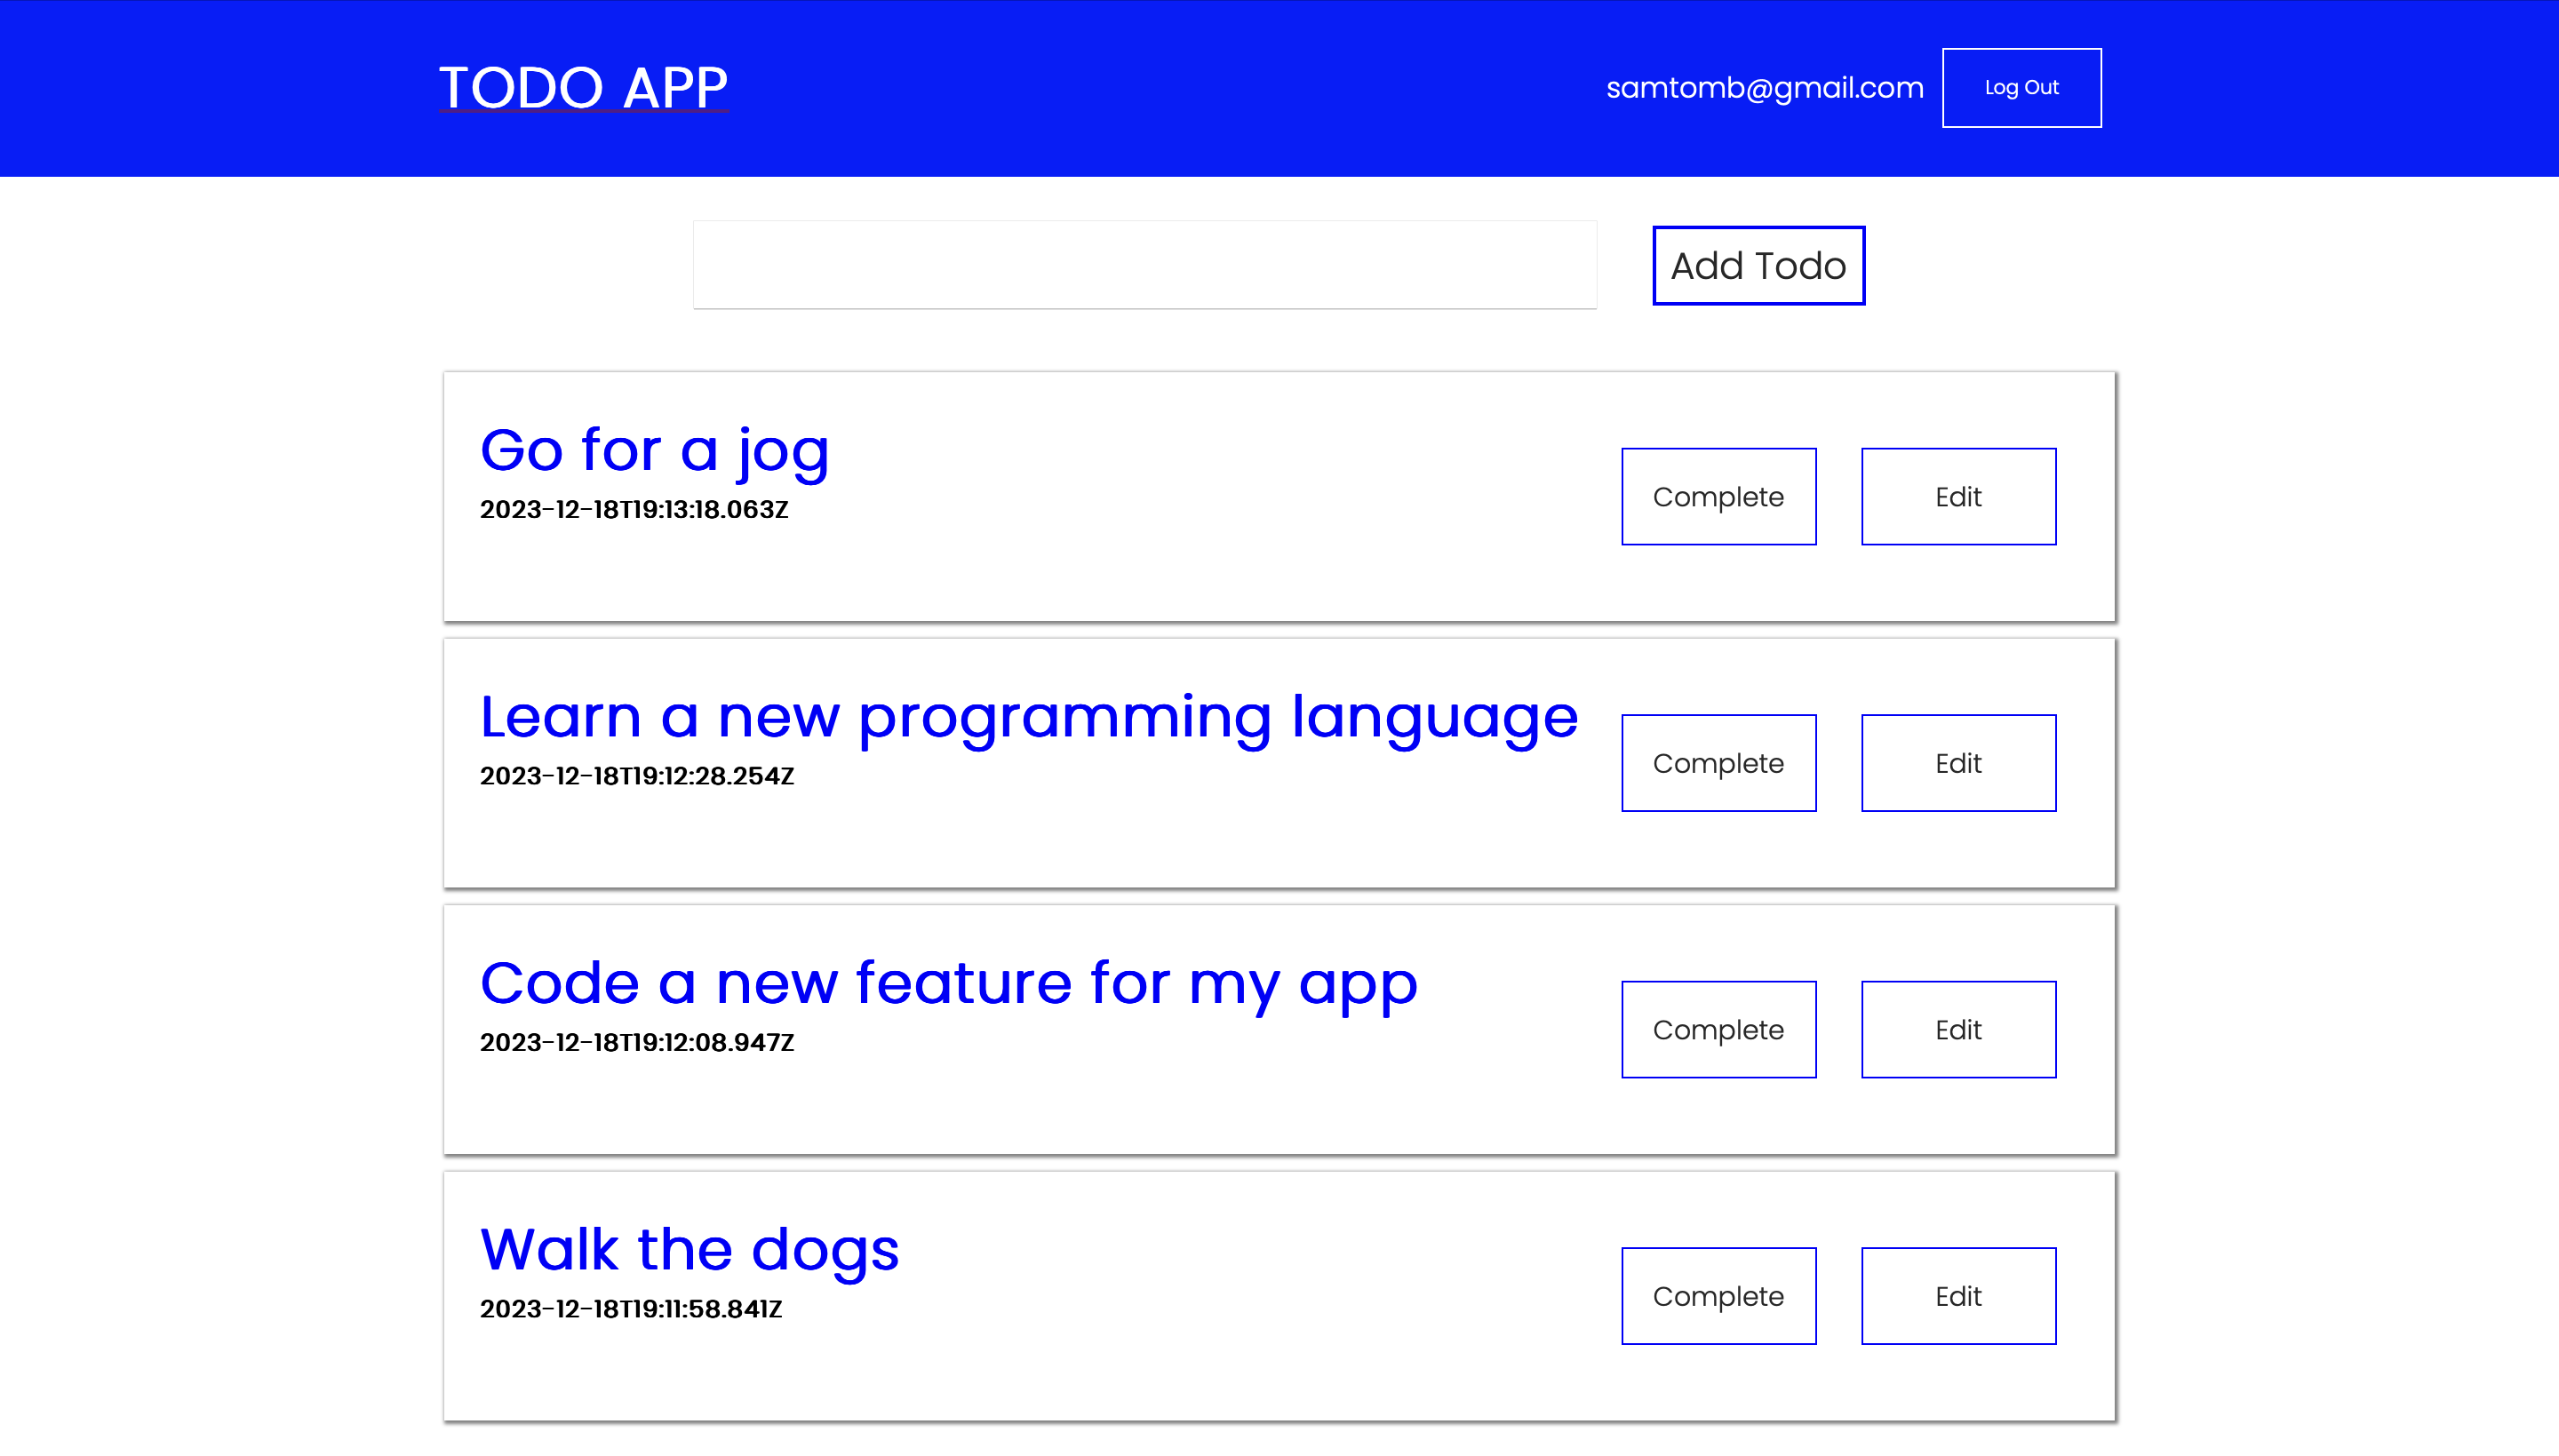 TODO APP
samtomb@gmail.com
Log Out
Add Todo
Go for a jog
2023-12-18T19:13:18.063Z
Complete
Edit
Learn a new programming language
2023-12-18T19:12:28.254Z
Complete
Edit
Code a new feature for my app
2023-12-18T19:12:08.947Z
Complete
Edit
Walk the dogs
2023-12-18T19:11:58.841Z
Complete
Edit